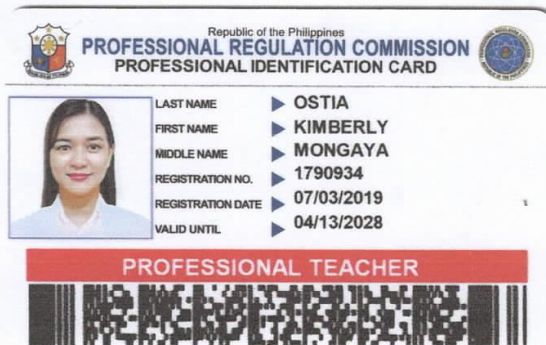 Republic of the Philippines
PROFESSIONAL REGULATION COMMISSION
PROFESSIONAL IDENTIFICATION CARD
LAST NAME OSTIA
FIRST NAME KIMBERLY
MIDDLE NAME MONGAYA
REGISTRATION NO. 1790934
REGISTRATION DATE 07/03/2019
VALID UNTIL 04/13/2028
PROFESSIONAL TEACHER